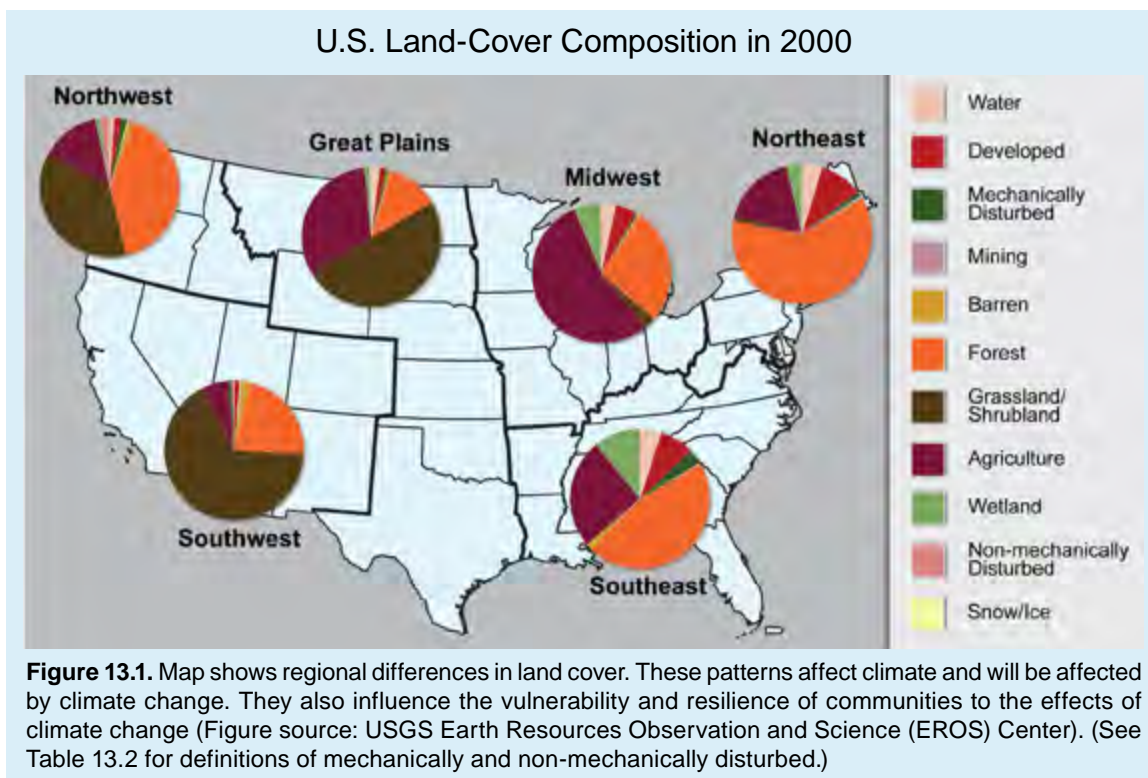 U.S. Land-Cover Composition in 2000
Northwest
Great Plains
Midwest
Northeast
Southwest
Southeast
Water
Developed
Mechanically
Disturbed
Mining
Barren
Forest
Grassland/
Shrubland
Agriculture
Wetland
Non-mechanically
Disturbed
Snow/Ice
Figure 13.1. Map shows regional differences in land cover. These patterns affect climate and will be affected
by climate change. They also influence the vulnerability and resilience of communities to the effects of
climate change (Figure source: USGS Earth Resources Observation and Science (EROS) Center). (See
Table 13.2 for definitions of mechanically and non-mechanically disturbed.)